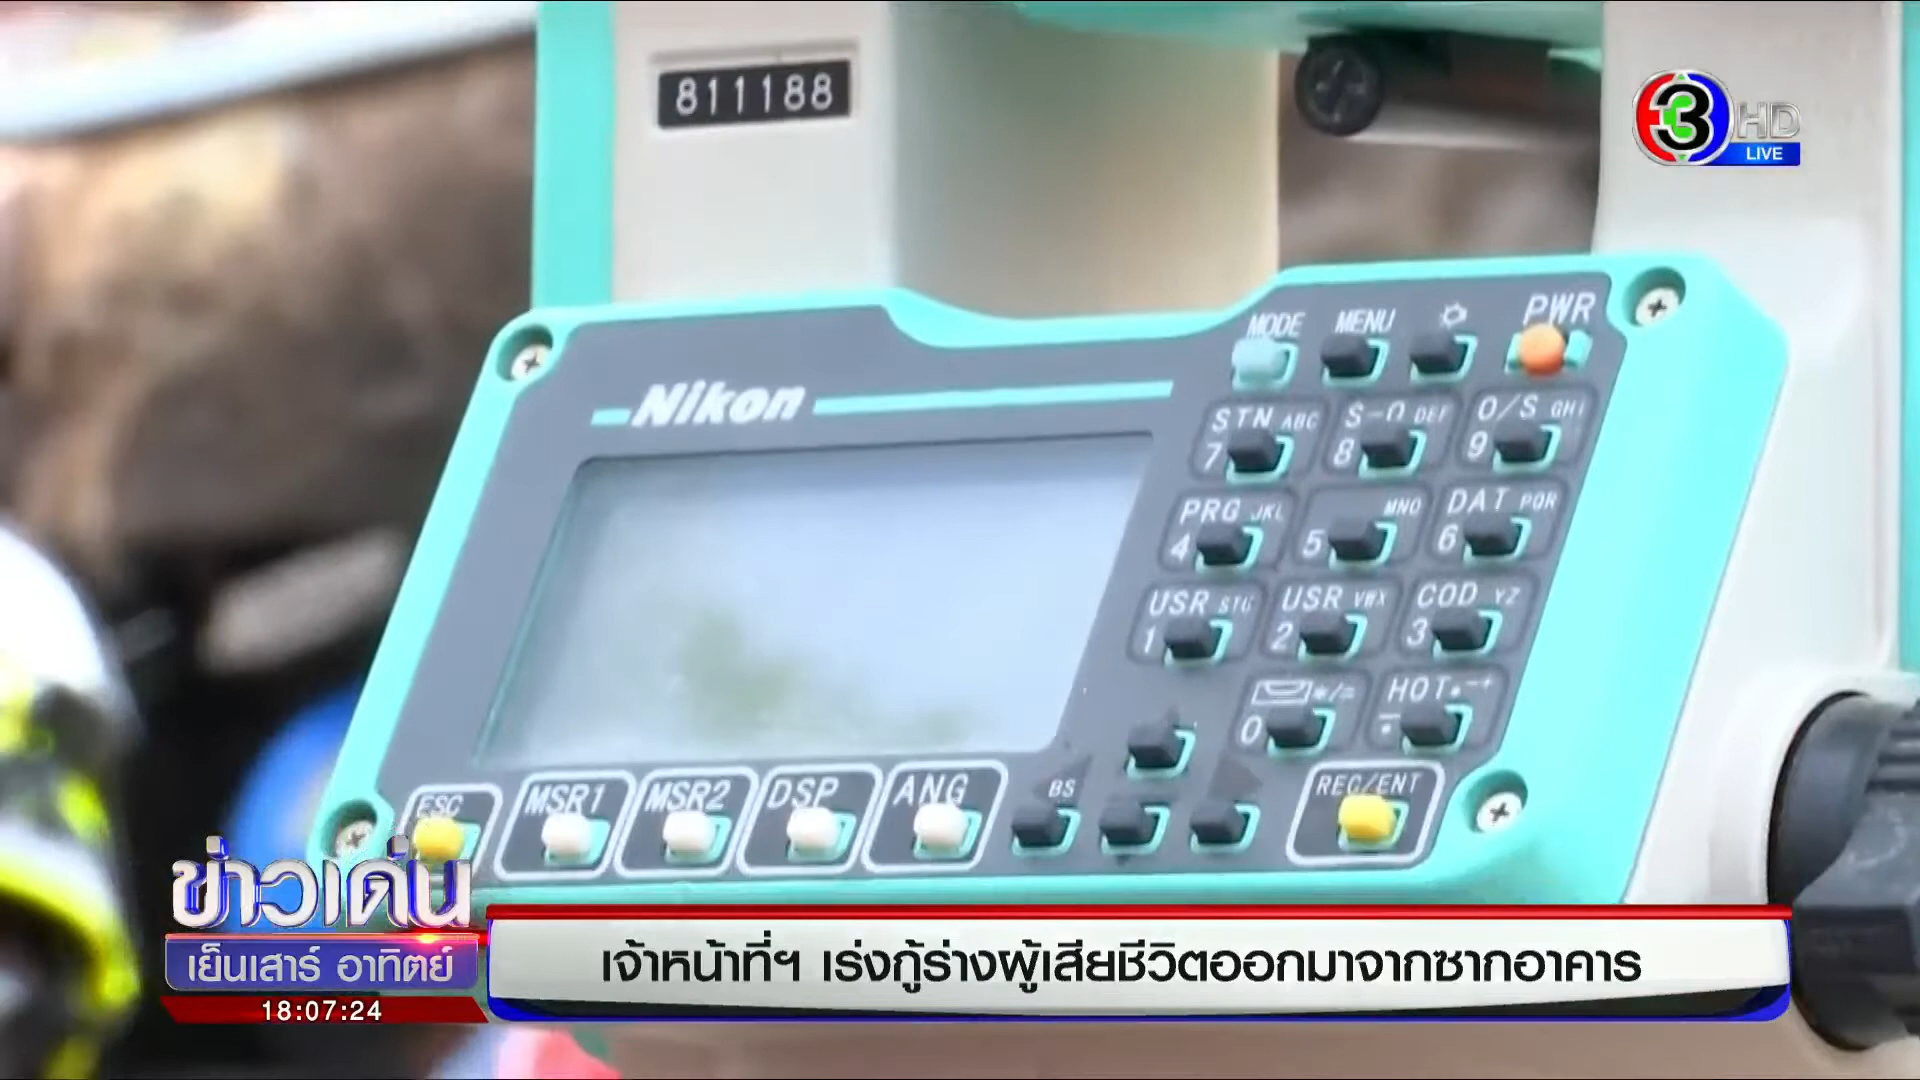 811188
3 HD
LIVE
Nikon
MODE MENU PWR
STN ABC 7 S-O DEF 8 O/S GHI 9
PRG JKL 4 MNO 5 DAT PQR 6
USR STU 1 USR VWX 2 COD YZ 3
0 */= HOT .-+
ESC MSR1 MSR2 DSP ANG BS REC/ENT
ข่าวเด่น
เย็นเสาร์ อาทิตย์
18:07:24
เจ้าหน้าที่ฯ เร่งกู้ร่างผู้เสียชีวิตออกมาจากซากอาคาร